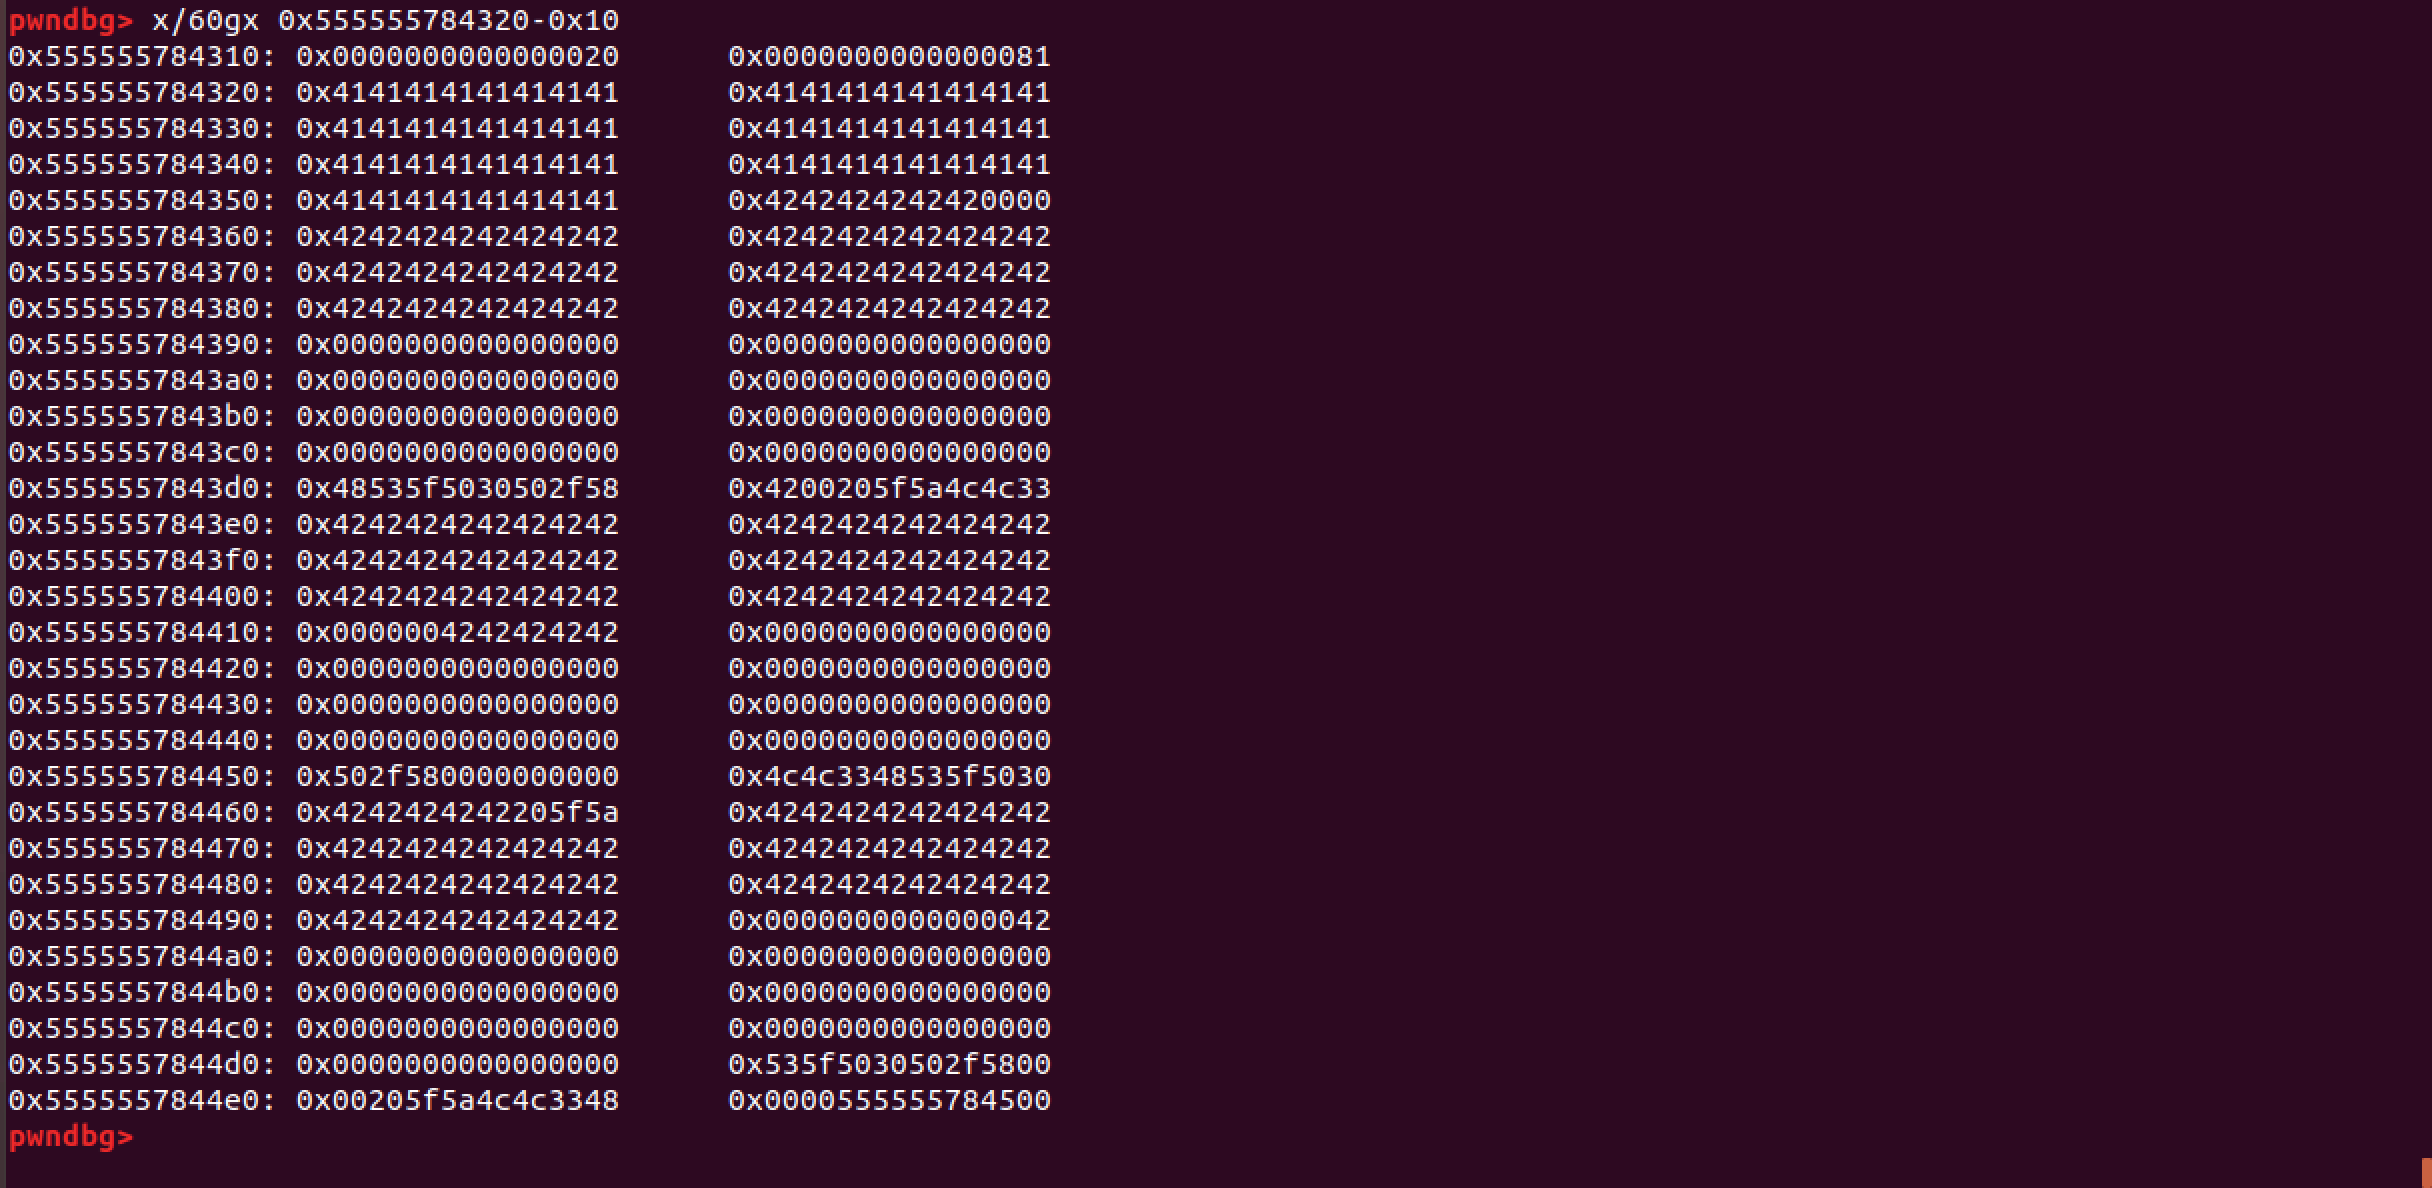 pwndbg> x/60gx 0x555555784320-0x10
0x555555784310: 0x0000000000000020 0x0000000000000081
0x555555784320: 0x4141414141414141 0x4141414141414141
0x555555784330: 0x4141414141414141 0x4141414141414141
0x555555784340: 0x4141414141414141 0x4141414141414141
0x555555784350: 0x4141414141414141 0x4242424242420000
0x555555784360: 0x4242424242424242 0x4242424242424242
0x555555784370: 0x4242424242424242 0x4242424242424242
0x555555784380: 0x4242424242424242 0x4242424242424242
0x555555784390: 0x0000000000000000 0x0000000000000000
0x5555557843a0: 0x0000000000000000 0x0000000000000000
0x5555557843b0: 0x0000000000000000 0x0000000000000000
0x5555557843c0: 0x0000000000000000 0x0000000000000000
0x5555557843d0: 0x48535f5030502f58 0x4200205f5a4c4c33
0x5555557843e0: 0x4242424242424242 0x4242424242424242
0x5555557843f0: 0x4242424242424242 0x4242424242424242
0x555555784400: 0x4242424242424242 0x4242424242424242
0x555555784410: 0x0000004242424242 0x0000000000000000
0x555555784420: 0x0000000000000000 0x0000000000000000
0x555555784430: 0x0000000000000000 0x0000000000000000
0x555555784440: 0x0000000000000000 0x0000000000000000
0x555555784450: 0x502f580000000000 0x4c4c3348535f5030
0x555555784460: 0x4242424242205f5a 0x4242424242424242
0x555555784470: 0x4242424242424242 0x4242424242424242
0x555555784480: 0x4242424242424242 0x4242424242424242
0x555555784490: 0x4242424242424242 0x0000000000000042
0x5555557844a0: 0x0000000000000000 0x0000000000000000
0x5555557844b0: 0x0000000000000000 0x0000000000000000
0x5555557844c0: 0x0000000000000000 0x0000000000000000
0x5555557844d0: 0x0000000000000000 0x535f5030502f5800
0x5555557844e0: 0x00205f5a4c4c3348 0x0000555555784500
pwndbg>